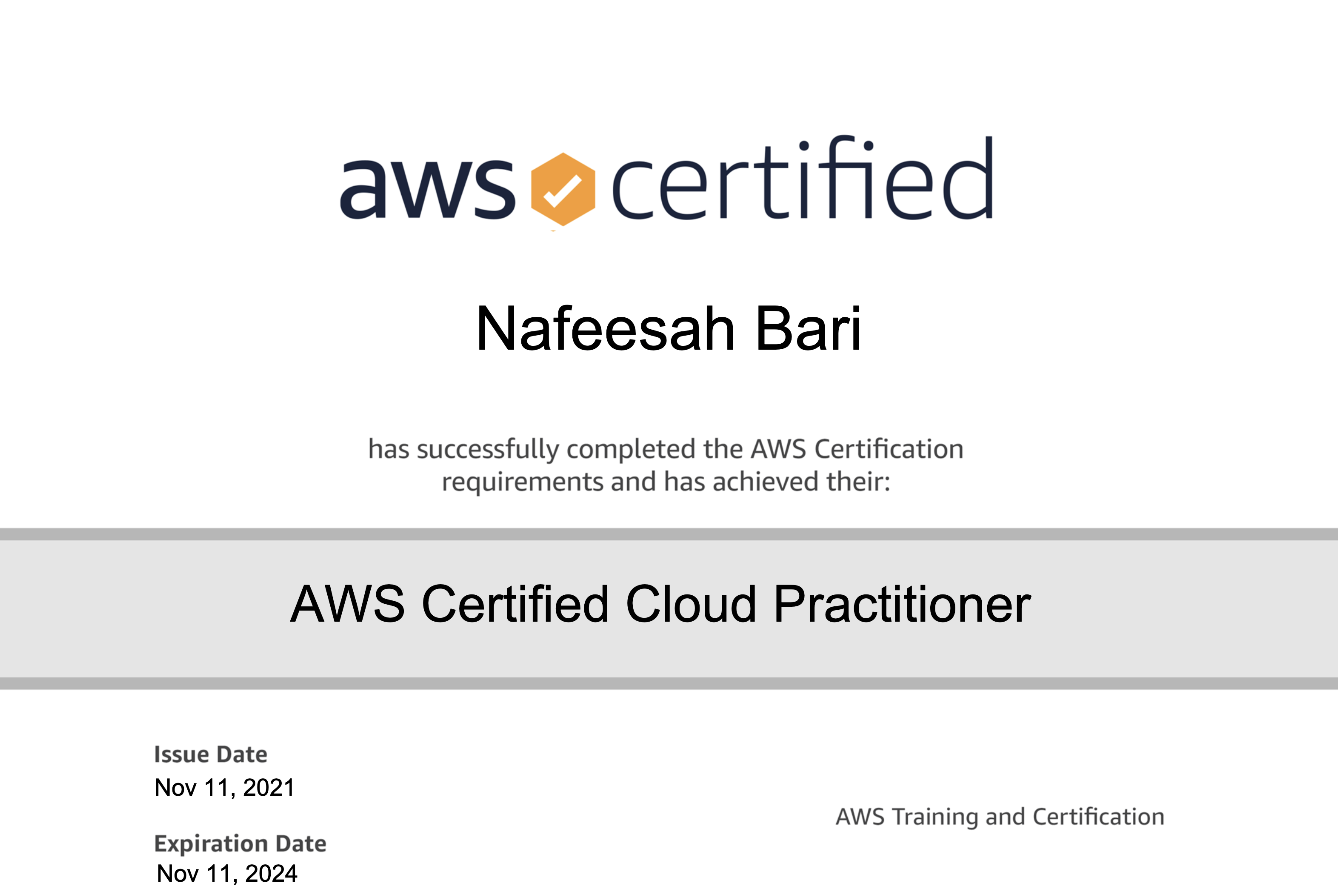 aws certified
Nafeesah Bari
has successfully completed the AWS Certification
requirements and has achieved their:
AWS Certified Cloud Practitioner
Issue Date
Nov 11, 2021
AWS Training and Certification
Expiration Date
Nov 11, 2024